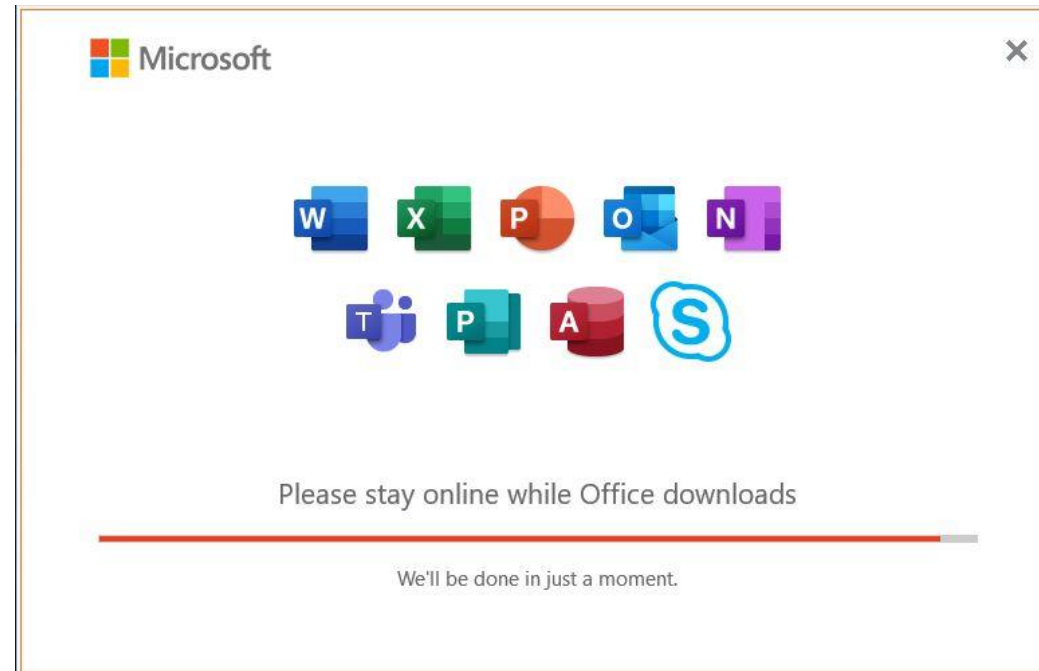 Microsoft
W X P O N
T P A S
Please stay online while Office downloads
We'll be done in just a moment.